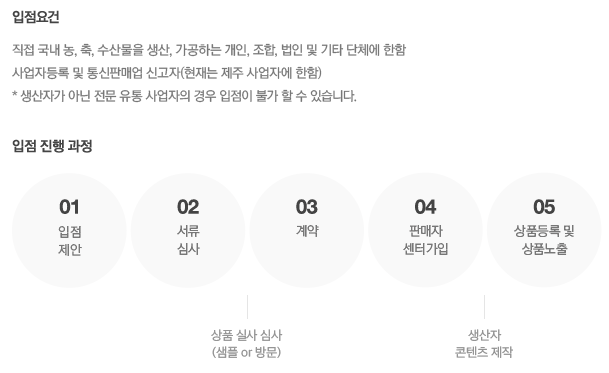 입점요건
직접 국내 농, 축, 수산물을 생산, 가공하는 개인, 조합, 법인 및 기타 단체에 한함
사업자등록 및 통신판매업 신고자(현재는 제주 사업자에 한함)
* 생산자가 아닌 전문 유통 사업자의 경우 입점이 불가 할 수 있습니다.
입점 진행 과정
01
입점
제안
02
서류
심사
03
계약
04
판매자
센터가입
05
상품등록 및
상품노출
상품 실사 심사
(샘플 or 방문)
생산자
콘텐츠 제작